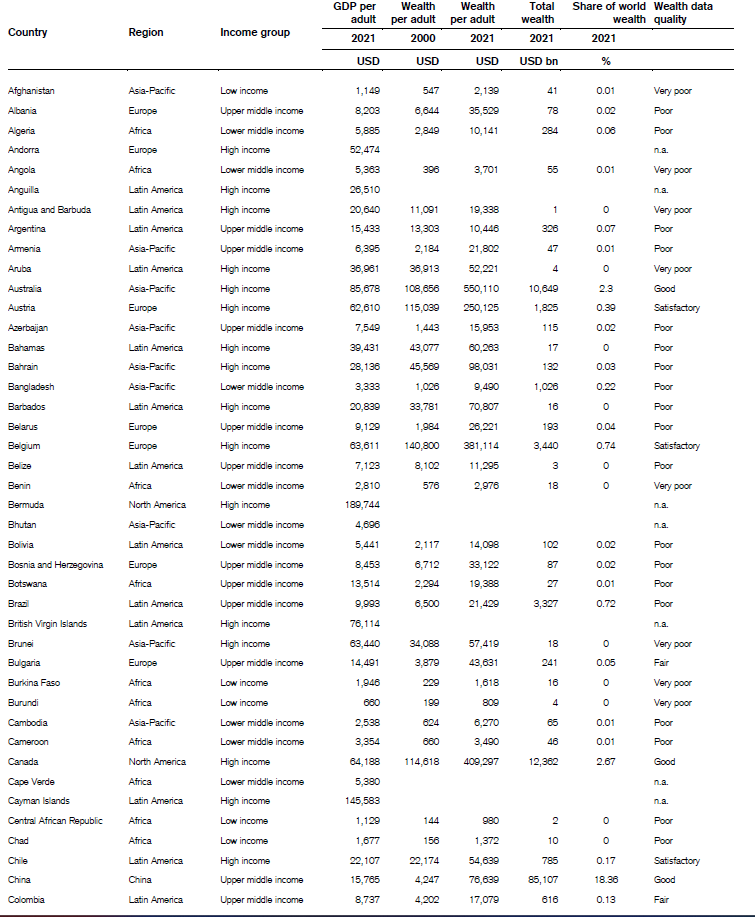 GDP per Wealth Wealth Total Share of world Wealth data
Country Region Income group adult per adult per adult wealth wealth quality
2021 2000 2021 2021 2021
USD USD USD USD bn %
Afghanistan Asia-Pacific Low income 1,149 547 2,139 41 0.01 Very poor
Albania Europe Upper middle income 8,203 6,644 35,529 78 0.02 Poor
Algeria Africa Lower middle income 5,885 2,849 10,141 284 0.06 Poor
Andorra Europe High income 52,474 n.a.
Angola Africa Lower middle income 5,363 396 3,701 55 0.01 Very poor
Anguilla Latin America High income 26,510 n.a.
Antigua and Barbuda Latin America High income 20,640 11,091 19,338 1 0 Very poor
Argentina Latin America Upper middle income 15,433 13,303 10,446 326 0.07 Poor
Armenia Asia-Pacific Upper middle income 6,395 2,184 21,802 47 0.01 Poor
Aruba Latin America High income 36,961 36,913 52,221 4 0 Very poor
Australia Asia-Pacific High income 85,678 108,656 550,110 10,649 2.3 Good
Austria Europe High income 62,610 115,039 250,125 1,825 0.39 Satisfactory
Azerbaijan Asia-Pacific Upper middle income 7,549 1,443 15,953 115 0.02 Poor
Bahamas Latin America High income 39,431 43,077 60,263 17 0 Poor
Bahrain Asia-Pacific High income 28,136 45,569 98,031 132 0.03 Poor
Bangladesh Asia-Pacific Lower middle income 3,333 1,026 9,490 1,026 0.22 Poor
Barbados Latin America High income 20,839 33,781 70,807 16 0 Poor
Belarus Europe Upper middle income 9,129 1,984 26,221 193 0.04 Poor
Belgium Europe High income 63,611 140,800 381,114 3,440 0.74 Satisfactory
Belize Latin America Upper middle income 7,123 8,102 11,295 3 0 Poor
Benin Africa Lower middle income 2,810 576 2,976 18 0 Very poor
Bermuda North America High income 189,744 n.a.
Bhutan Asia-Pacific Lower middle income 4,696 n.a.
Bolivia Latin America Lower middle income 5,441 2,117 14,098 102 0.02 Poor
Bosnia and Herzegovina Europe Upper middle income 8,453 6,712 33,122 87 0.02 Poor
Botswana Africa Upper middle income 13,514 2,294 19,388 27 0.01 Poor
Brazil Latin America Upper middle income 9,993 6,500 21,429 3,327 0.72 Poor
British Virgin Islands Latin America High income 76,114 n.a.
Brunei Asia-Pacific High income 63,440 34,088 57,419 18 0 Very poor
Bulgaria Europe Upper middle income 14,491 3,879 43,631 241 0.05 Fair
Burkina Faso Africa Low income 1,946 229 1,618 16 0 Very poor
Burundi Africa Low income 660 199 809 4 0 Very poor
Cambodia Asia-Pacific Lower middle income 2,538 624 6,270 65 0.01 Poor
Cameroon Africa Lower middle income 3,354 660 3,490 46 0.01 Poor
Canada North America High income 64,188 114,618 409,297 12,362 2.67 Good
Cape Verde Africa Lower middle income 5,380 n.a.
Cayman Islands Latin America High income 145,583 n.a.
Central African Republic Africa Low income 1,129 144 980 2 0 Poor
Chad Africa Low income 1,677 156 1,372 10 0 Poor
Chile Latin America High income 22,107 22,174 54,639 785 0.17 Satisfactory
China China Upper middle income 15,765 4,247 76,639 85,107 18.36 Good
Colombia Latin America Upper middle income 8,737 4,202 17,079 616 0.13 Fair